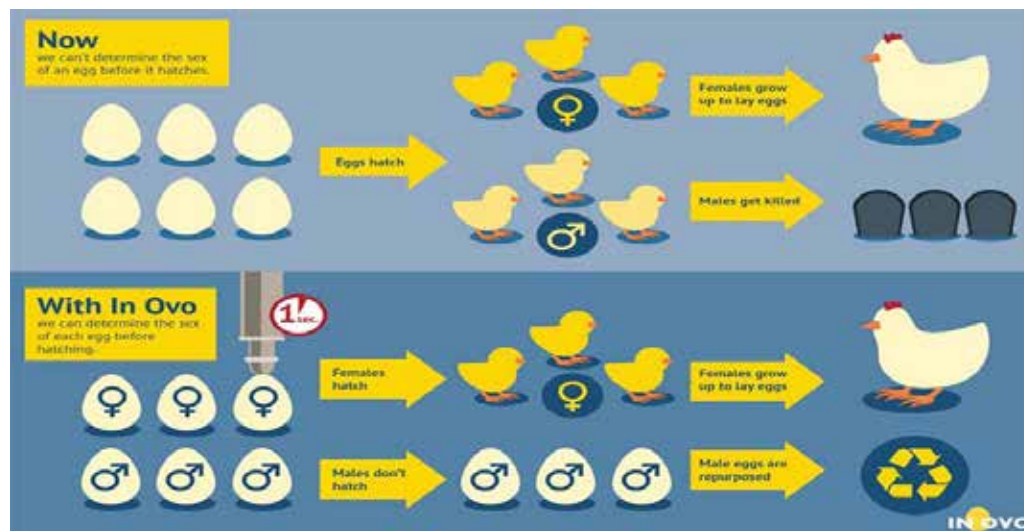 Now
we can't determine the sex
of an egg before it hatches.
Eggs hatch
Females grow
up to lay eggs
Males get killed
With In Ovo
we can determine the sex
of each egg before
hatching.
1 sec.
Females
hatch
Females grow
up to lay eggs
Males don't
hatch
Male eggs are
repurposed
IN OVO